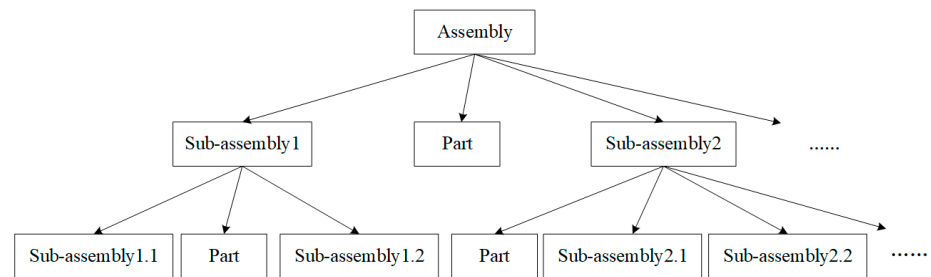 Assembly
Sub-assembly1
Part
Sub-assembly2
......
Sub-assembly1.1
Part
Sub-assembly1.2
Part
Sub-assembly2.1
Sub-assembly2.2
......